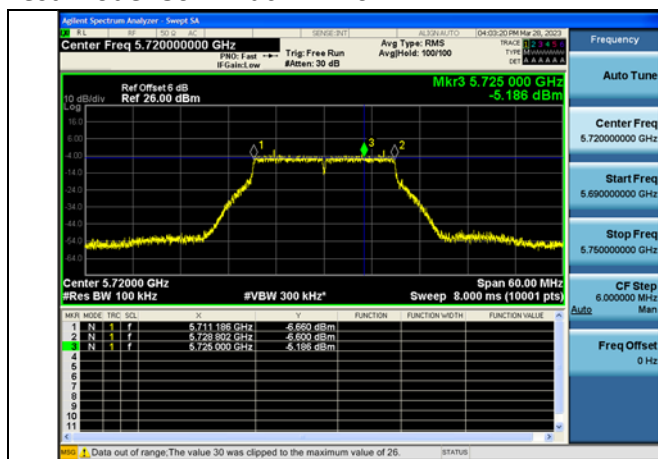 Agilent Spectrum Analyzer - Swept SA
RL RF 50 Ω AC SENSE:INT ALIGNAUTO 04:03:20 PM Mar 28, 2023
Center Freq 5.720000000 GHz
PNO: Fast
IFGain:Low
Trig: Free Run
#Atten: 30 dB
Avg Type: RMS
Avg|Hold: 100/100
TRACE 1 2 3 4 5 6
TYPE
DET A A A A A A
Ref Offset 6 dB
Ref 26.00 dBm
Mkr3 5.725 000 GHz
-5.186 dBm
10 dB/div
Log
16.0
6.00
-4.00
-14.0
-24.0
-34.0
-44.0
-54.0
-64.0
1
3
2
Center 5.72000 GHz
Span 60.00 MHz
#Res BW 100 kHz
#VBW 300 kHz*
Sweep 8.000 ms (10001 pts)
MKR MODE TRC SCL X Y FUNCTION FUNCTION WIDTH FUNCTION VALUE
1 N 1 f 5.711 186 GHz -6.660 dBm
2 N 1 f 5.728 802 GHz -6.600 dBm
3 N 1 f 5.725 000 GHz -5.186 dBm
4
5
6
7
8
9
10
11
MSG Data out of range;The value 30 was clipped to the maximum value of 26. STATUS
Frequency
Auto Tune
Center Freq
5.720000000 GHz
Start Freq
5.690000000 GHz
Stop Freq
5.750000000 GHz
CF Step
6.000000 MHz
Auto Man
Freq Offset
0 Hz